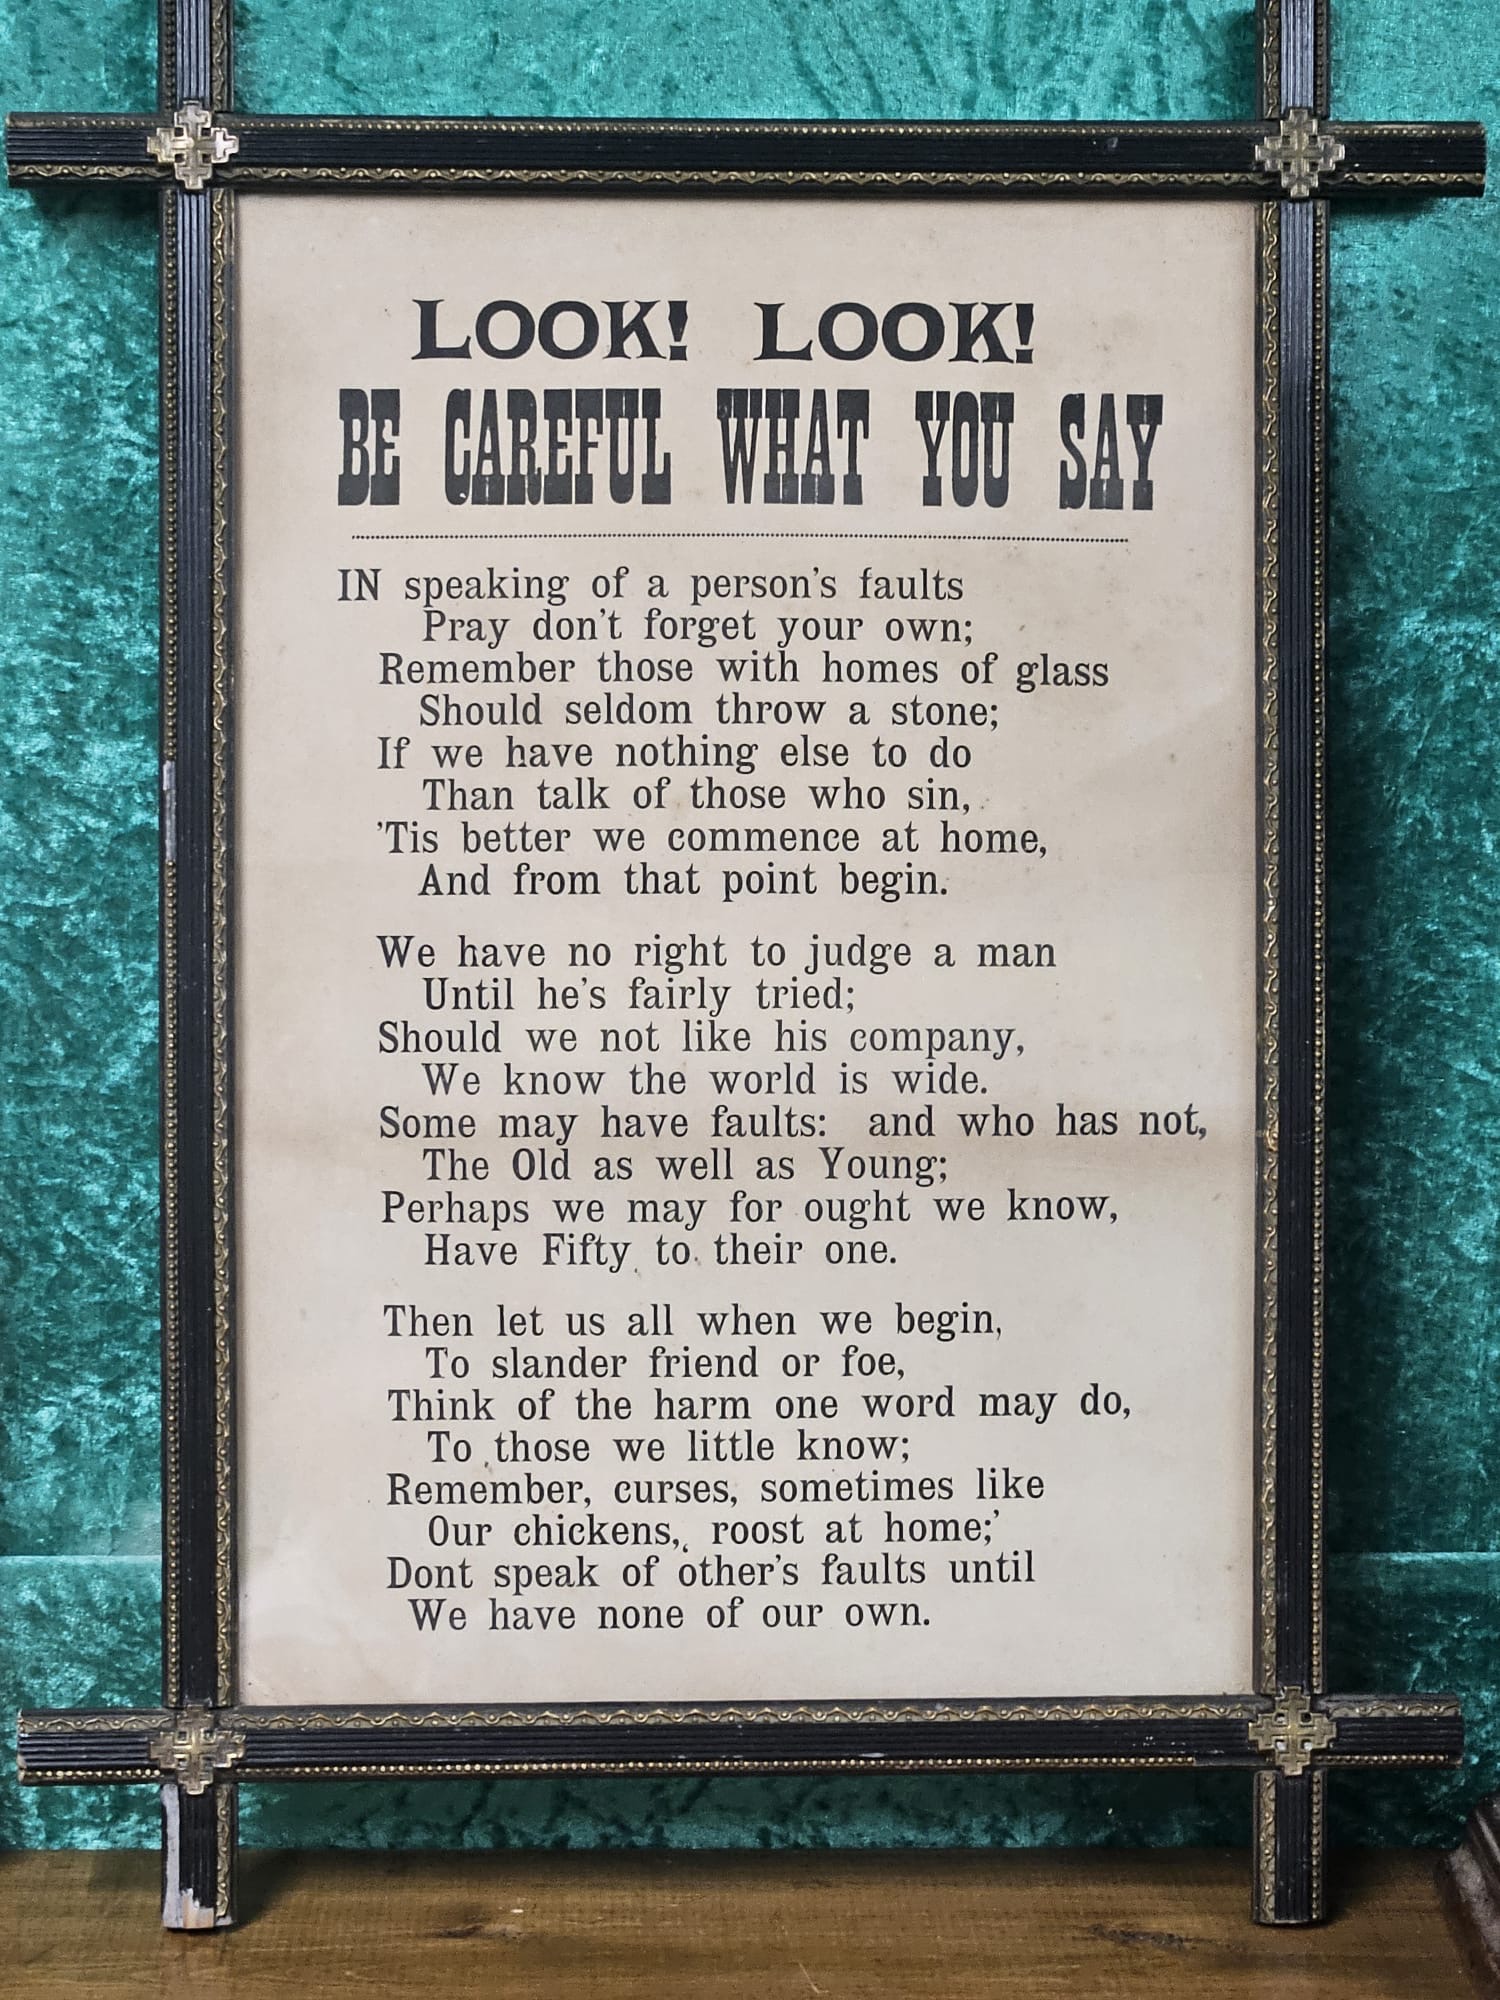 LOOK! LOOK!
BE CAREFUL WHAT YOU SAY
IN speaking of a person's faults
Pray don't forget your own;
Remember those with homes of glass
Should seldom throw a stone;
If we have nothing else to do
Than talk of those who sin,
'Tis better we commence at home,
And from that point begin.
We have no right to judge a man
Until he's fairly tried;
Should we not like his company,
We know the world is wide.
Some may have faults: and who has not,
The Old as well as Young;
Perhaps we may for ought we know,
Have Fifty to their one.
Then let us all when we begin,
To slander friend or foe,
Think of the harm one word may do,
To those we little know;
Remember, curses, sometimes like
Our chickens, roost at home;'
Dont speak of other's faults until
We have none of our own.